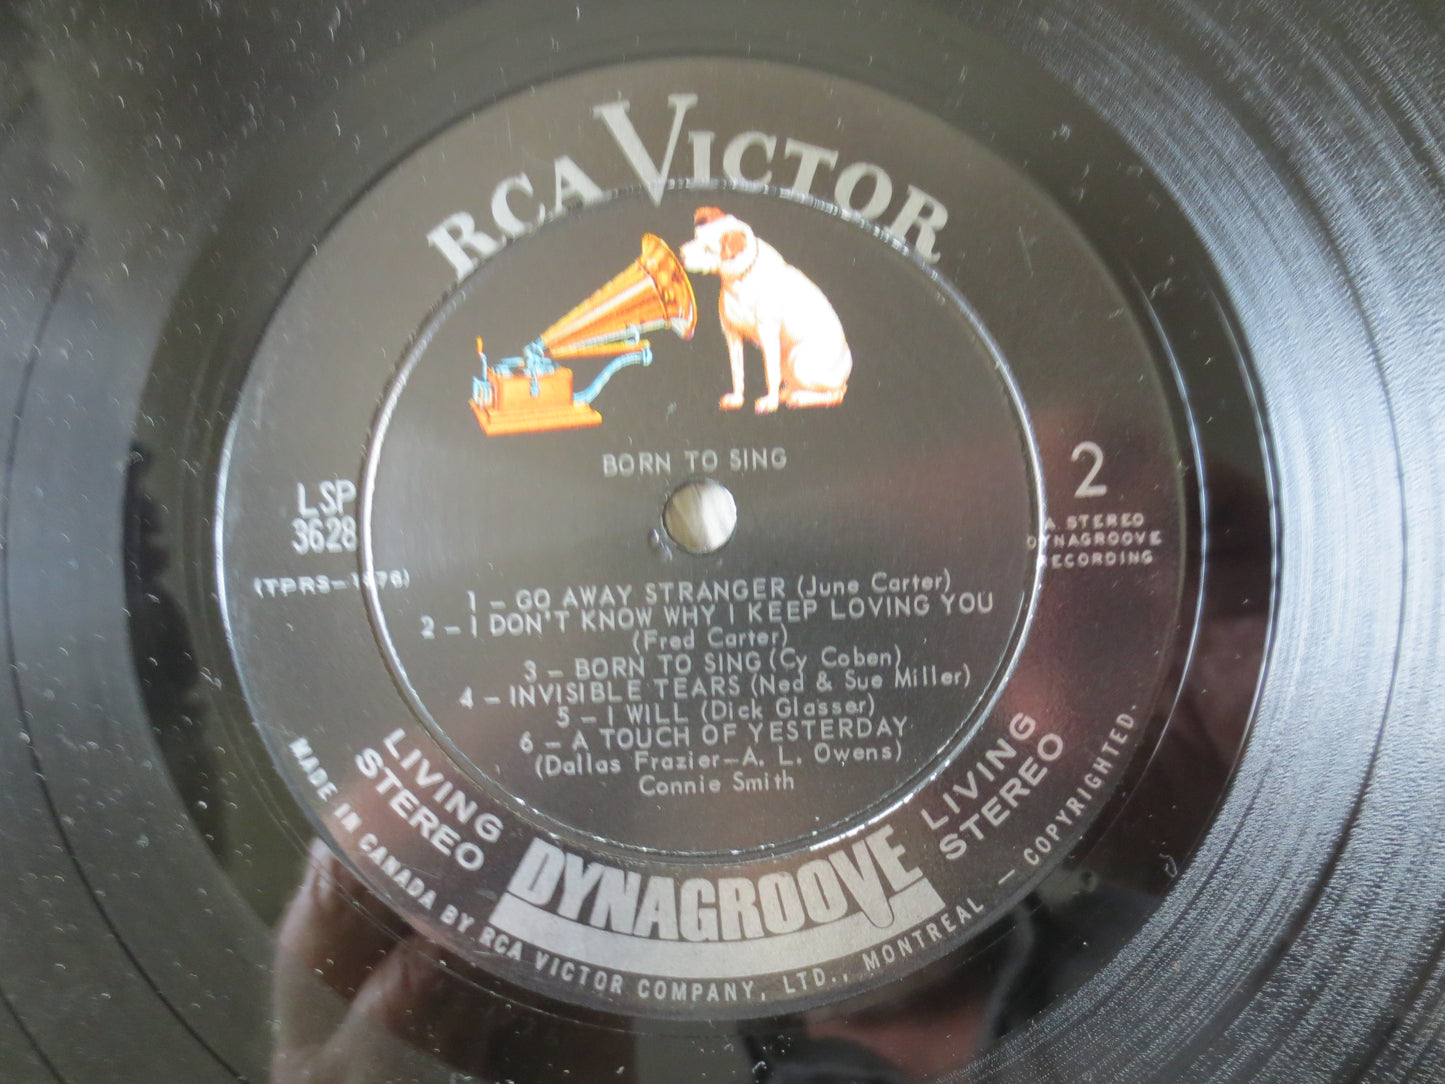 RCA VICTOR
BORN TO SING
LSP
3628
2
A STEREO
DYNAGROOVE
RECORDING
1 - GO AWAY STRANGER (June Carter)
2 - I DON'T KNOW WHY I KEEP LOVING YOU
(Fred Carter)
3 - BORN TO SING (Cy Coben)
4 - INVISIBLE TEARS (Ned & Sue Miller)
5 - I WILL (Dick Glasser)
6 - A TOUCH OF YESTERDAY
(Dallas Frazier-A. L. Owens)
Connie Smith
LIVING
STEREO
DYNAGROOVE
LIVING
STEREO
MADE IN CANADA BY RCA VICTOR COMPANY, LTD., MONTREAL - COPYRIGHTED.